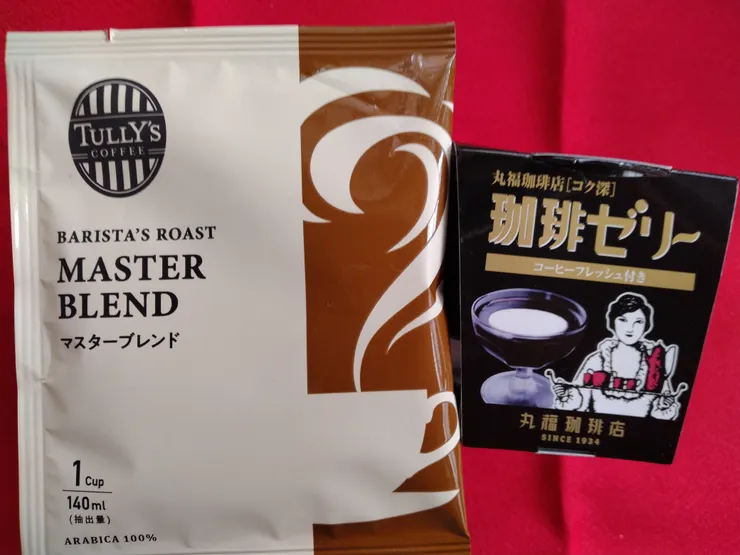 TULLY'S
COFFEE
BARISTA'S ROAST
MASTER
BLEND
マスターブレンド
1 Cup
140ml
(抽出量)
ARABICA 100%
丸福珈琲店[コク深]
珈琲ゼリー
コーヒーフレッシュ付き
丸福珈琲店
SINCE 1934